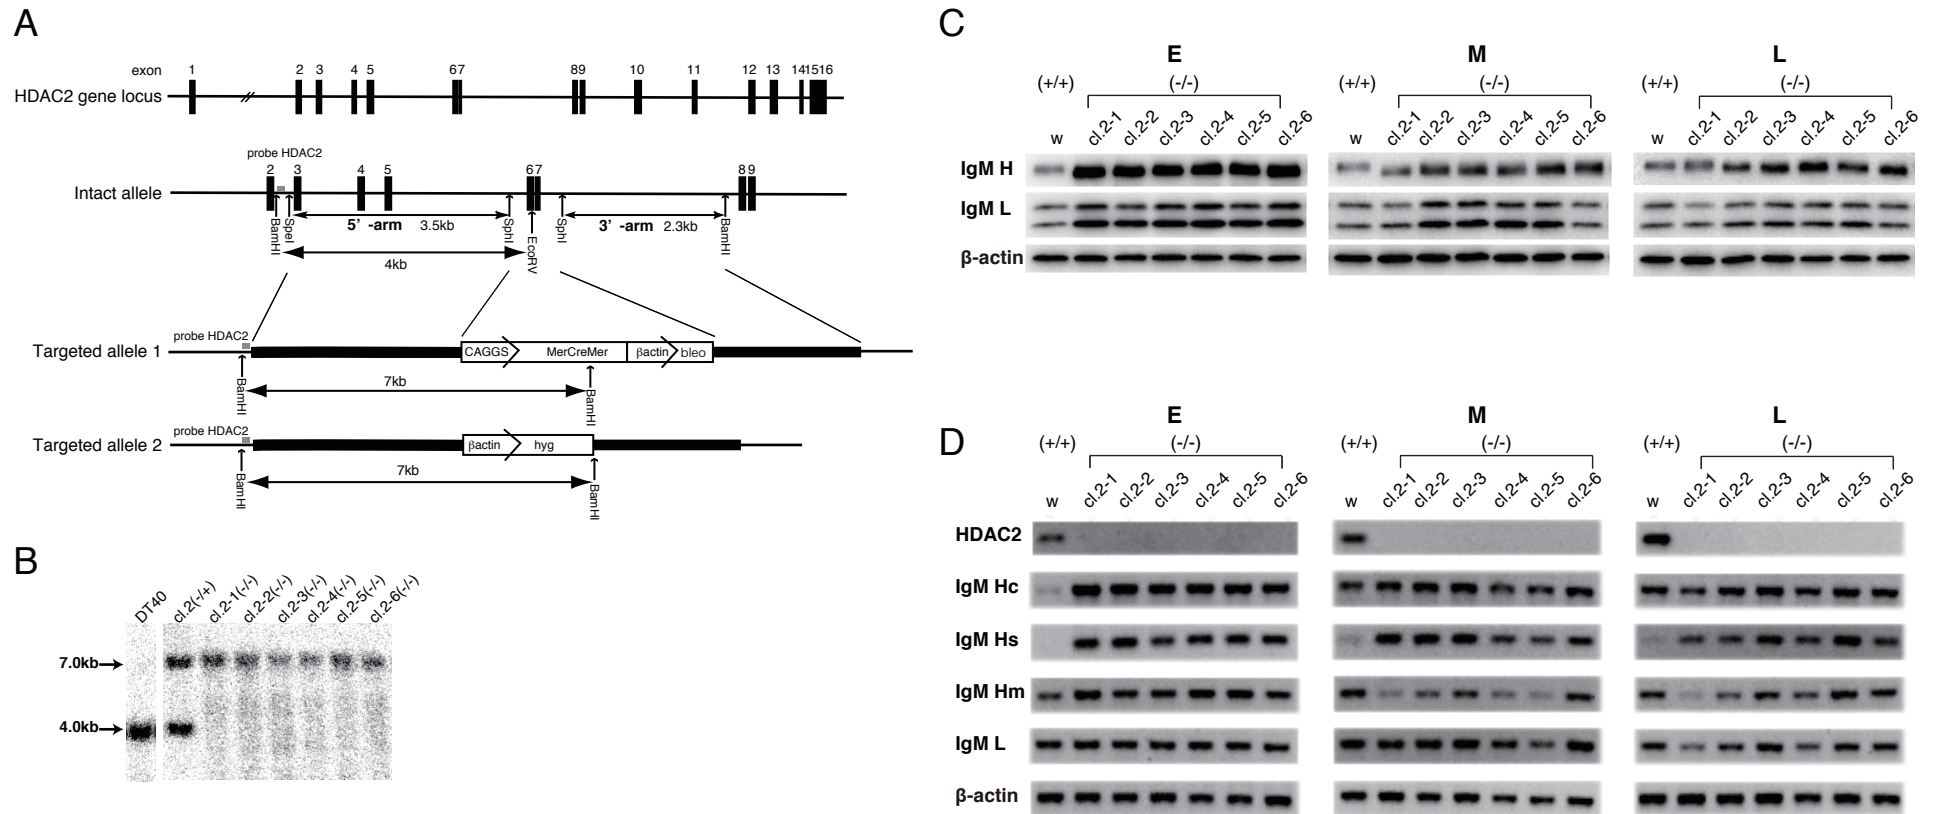 A
exon 1 2 3 4 5 67 89 10 11 12 13 141516
HDAC2 gene locus
probe HDAC2
2 3 4 5 67 89
Intact allele
5' -arm 3.5kb 3' -arm 2.3kb
BamHI SpeI SphI EcoRV SphI BamHI
4kb
probe HDAC2
Targeted allele 1 CAGGS MerCreMer βactin bleo
7kb
BamHI BamHI
probe HDAC2
Targeted allele 2 βactin hyg
7kb
BamHI BamHI
B
DT40 cl.2(-/+) cl.2-1(-/-) cl.2-2(-/-) cl.2-3(-/-) cl.2-4(-/-) cl.2-5(-/-) cl.2-6(-/-)
7.0kb
4.0kb
C
E M L
(+/+) (-/-) (+/+) (-/-) (+/+) (-/-)
w cl.2-1 cl.2-2 cl.2-3 cl.2-4 cl.2-5 cl.2-6 w cl.2-1 cl.2-2 cl.2-3 cl.2-4 cl.2-5 cl.2-6 w cl.2-1 cl.2-2 cl.2-3 cl.2-4 cl.2-5 cl.2-6
IgM H
IgM L
β-actin
D
E M L
(+/+) (-/-) (+/+) (-/-) (+/+) (-/-)
w cl.2-1 cl.2-2 cl.2-3 cl.2-4 cl.2-5 cl.2-6 w cl.2-1 cl.2-2 cl.2-3 cl.2-4 cl.2-5 cl.2-6 w cl.2-1 cl.2-2 cl.2-3 cl.2-4 cl.2-5 cl.2-6
HDAC2
IgM Hc
IgM Hs
IgM Hm
IgM L
β-actin